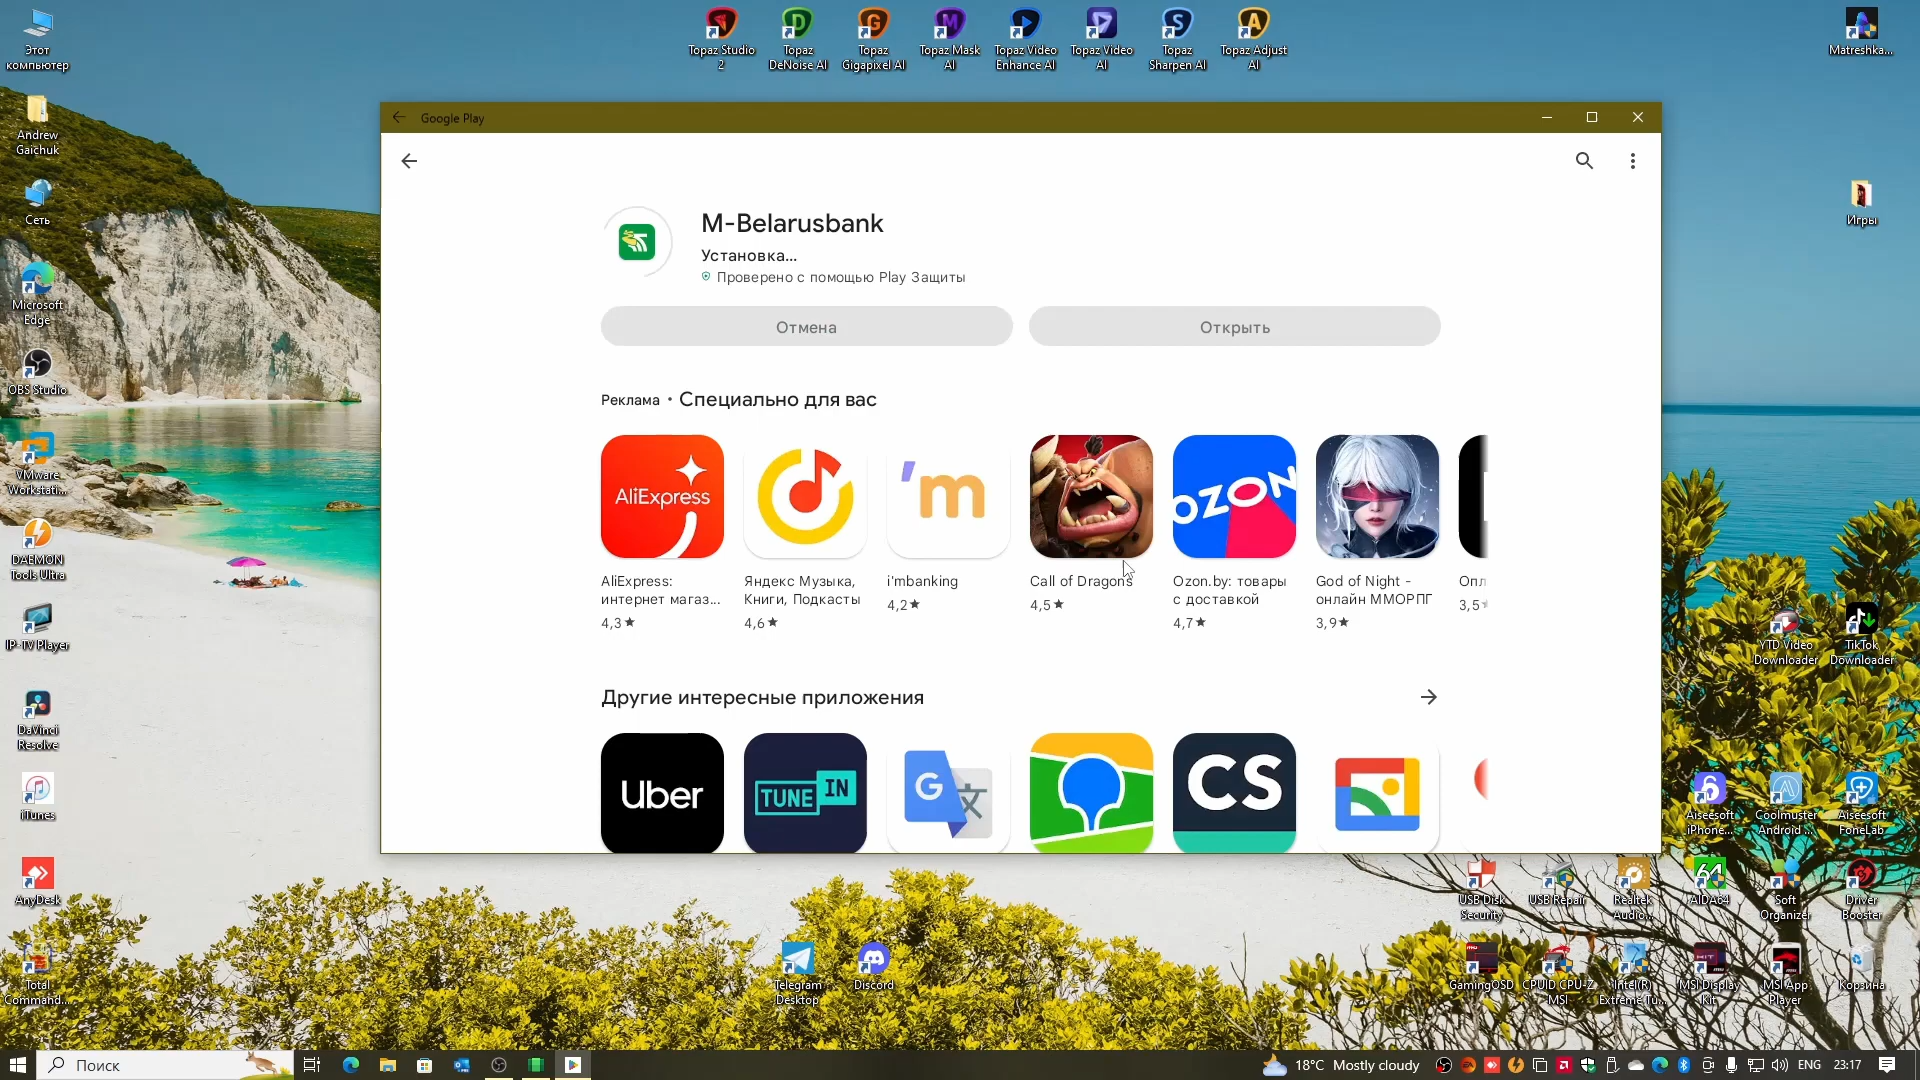 Topaz Studio
2
Topaz
DeNoise AI
Topaz
Gigapixel AI
Topaz Mask
AI
Topaz Video
Enhance AI
Topaz Video
AI
Topaz
Sharpen AI
Topaz Adjust
AI
Matreshka...
Этот
компьютер
Andrew
Gaichuk
Сеть
Microsoft
Edge
OBS Studio
VMware
Workstati...
DAEMON
Tools Ultra
IP-TV Player
DaVinci
Resolve
iTunes
AnyDesk
Total
Command...
Google Play
M-Belarusbank
Установка...
Проверено с помощью Play Защиты
Отмена
Открыть
Реклама • Специально для вас
AliExpress
'm
OZON
AliExpress:
интернет магаз...
4,3★
Яндекс Музыка,
Книги, Подкасты
4,6★
i'mbanking
4,2★
Call of Dragons
4,5★
Ozon.by: товары
с доставкой
4,7★
God of Night -
онлайн ММОРПГ
3,9★
Опл
3,5
Другие интересные приложения
Uber
TUNE IN
G
CS
Игры
YTD Video
Downloader
TikTok
Downloader
Aiseesoft
iPhone...
Coolmuster
Android ...
Aiseesoft
FoneLab
USB Disk
Security
USB Repair
Realtek
Audio...
64
AIDA64
Soft
Organizer
Driver
Booster
Telegram
Desktop
Discord
GamingOSD
CPUID CPU-Z
MSI
Intel(R)
Extreme Tu...
MSI Display
Kit
MSI App
Player
Корзина
Поиск
18°C Mostly cloudy
ENG
23:17